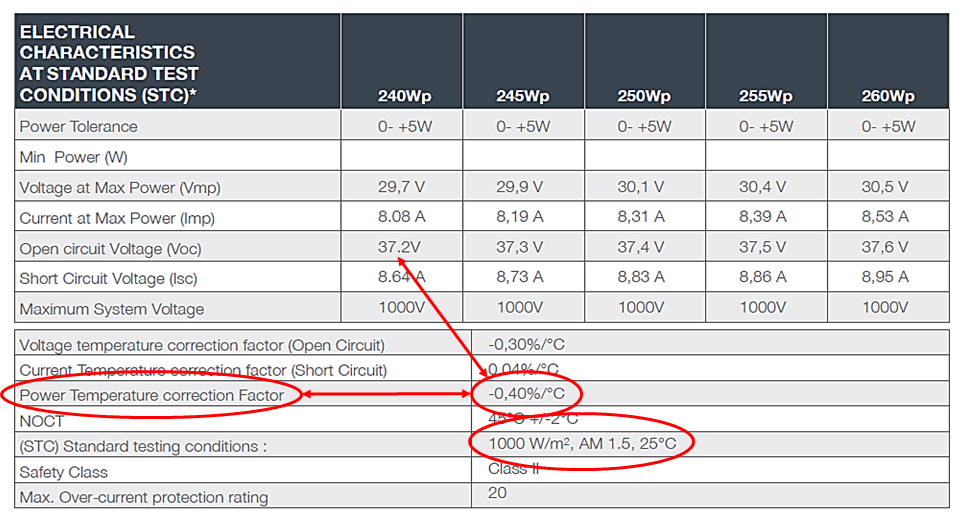 ELECTRICAL
CHARACTERISTICS
AT STANDARD TEST
CONDITIONS (STC)* 240Wp 245Wp 250Wp 255Wp 260Wp
Power Tolerance 0- +5W 0- +5W 0- +5W 0- +5W 0- +5W
Min Power (W)
Voltage at Max Power (Vmp) 29,7 V 29,9 V 30,1 V 30,4 V 30,5 V
Current at Max Power (Imp) 8.08 A 8,19 A 8,31 A 8,39 A 8,53 A
Open circuit Voltage (Voc) 37.2V 37,3 V 37,4 V 37,5 V 37,6 V
Short Circuit Voltage (Isc) 8.64 A 8,73 A 8,83 A 8,86 A 8,95 A
Maximum System Voltage 1000V 1000V 1000V 1000V 1000V
Voltage temperature correction factor (Open Circuit) -0,30%/°C
Current Temperature correction factor (Short Circuit) 0,04%/°C
Power Temperature correction Factor -0,40%/°C
NOCT 45°C +/-2°C
(STC) Standard testing conditions : 1000 W/m², AM 1.5, 25°C
Safety Class Class II
Max. Over-current protection rating 20